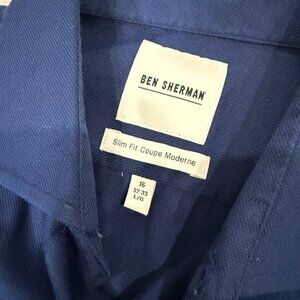 BEN SHERMAN
Slim Fit Coupe Moderne
16
32-33
L/G